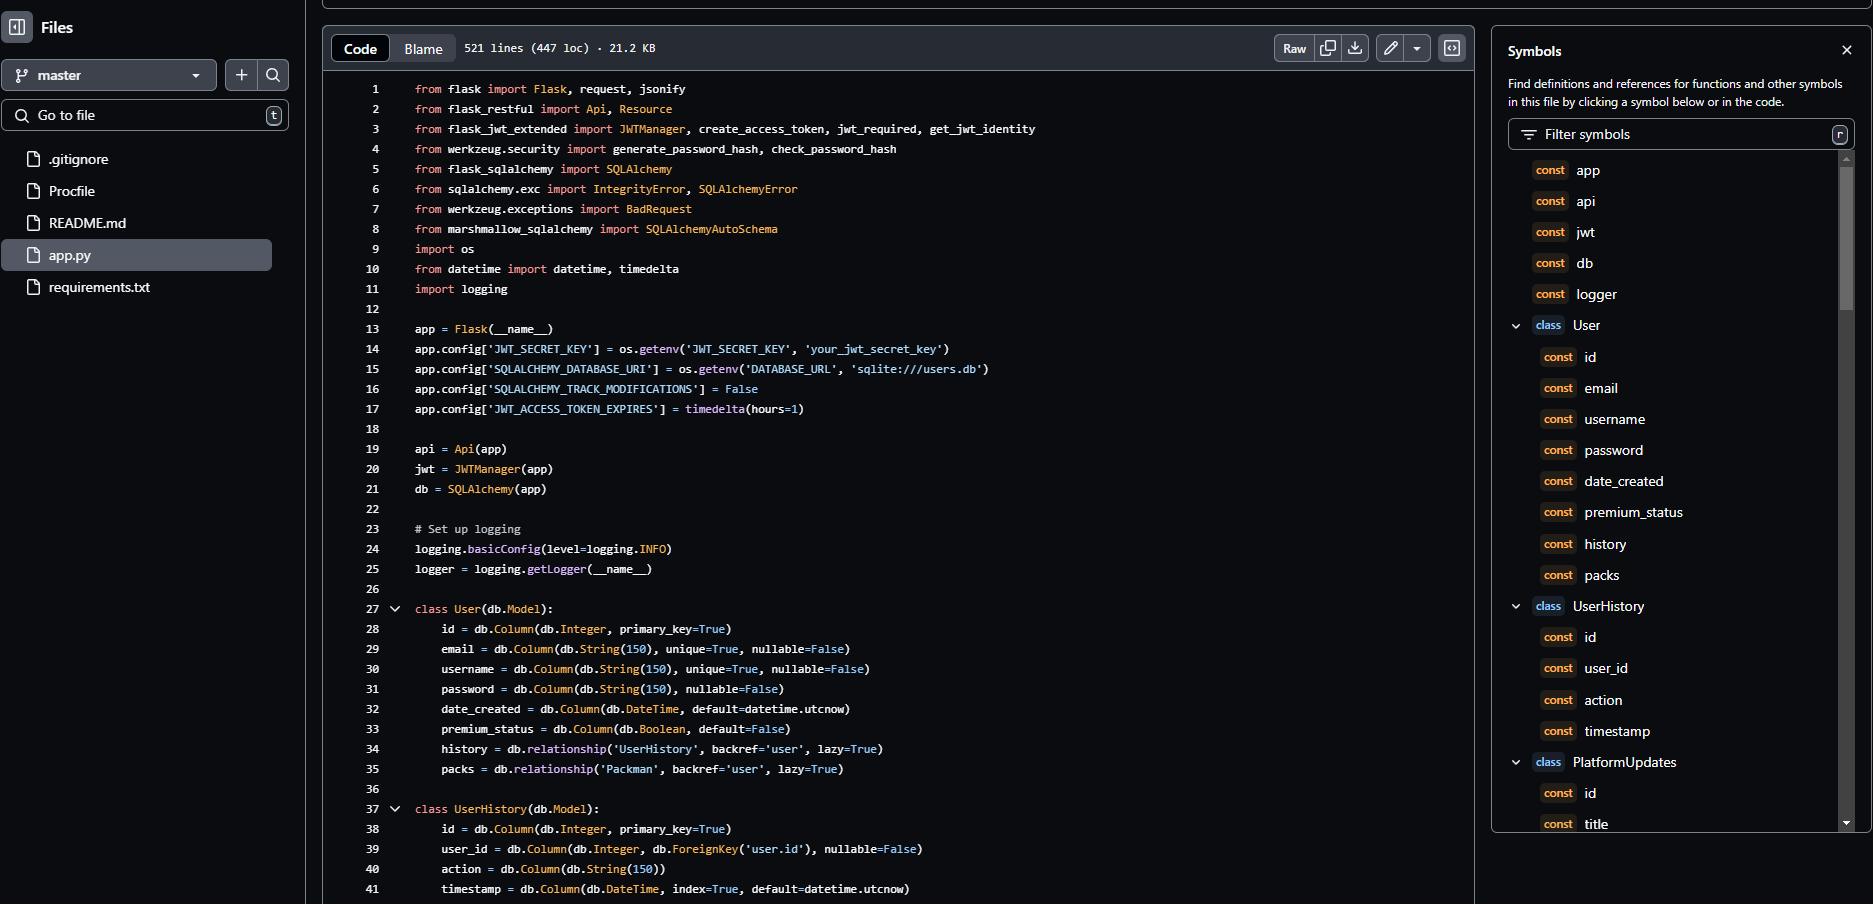 Files
master
Go to file
t
.gitignore
Procfile
README.md
app.py
requirements.txt
Code
Blame
521 lines (447 loc) · 21.2 KB
Raw
1 from flask import Flask, request, jsonify
2 from flask_restful import Api, Resource
3 from flask_jwt_extended import JWTManager, create_access_token, jwt_required, get_jwt_identity
4 from werkzeug.security import generate_password_hash, check_password_hash
5 from flask_sqlalchemy import SQLAlchemy
6 from sqlalchemy.exc import IntegrityError, SQLAlchemyError
7 from werkzeug.exceptions import BadRequest
8 from marshmallow_sqlalchemy import SQLAlchemyAutoSchema
9 import os
10 from datetime import datetime, timedelta
11 import logging
12
13 app = Flask(__name__)
14 app.config['JWT_SECRET_KEY'] = os.getenv('JWT_SECRET_KEY', 'your_jwt_secret_key')
15 app.config['SQLALCHEMY_DATABASE_URI'] = os.getenv('DATABASE_URL', 'sqlite:///users.db')
16 app.config['SQLALCHEMY_TRACK_MODIFICATIONS'] = False
17 app.config['JWT_ACCESS_TOKEN_EXPIRES'] = timedelta(hours=1)
18
19 api = Api(app)
20 jwt = JWTManager(app)
21 db = SQLAlchemy(app)
22
23 # Set up logging
24 logging.basicConfig(level=logging.INFO)
25 logger = logging.getLogger(__name__)
26
27 class User(db.Model):
28 id = db.Column(db.Integer, primary_key=True)
29 email = db.Column(db.String(150), unique=True, nullable=False)
30 username = db.Column(db.String(150), unique=True, nullable=False)
31 password = db.Column(db.String(150), nullable=False)
32 date_created = db.Column(db.DateTime, default=datetime.utcnow)
33 premium_status = db.Column(db.Boolean, default=False)
34 history = db.relationship('UserHistory', backref='user', lazy=True)
35 packs = db.relationship('Packman', backref='user', lazy=True)
36
37 class UserHistory(db.Model):
38 id = db.Column(db.Integer, primary_key=True)
39 user_id = db.Column(db.Integer, db.ForeignKey('user.id'), nullable=False)
40 action = db.Column(db.String(150))
41 timestamp = db.Column(db.DateTime, index=True, default=datetime.utcnow)
Symbols
Find definitions and references for functions and other symbols
in this file by clicking a symbol below or in the code.
Filter symbols
r
const app
const api
const jwt
const db
const logger
class User
const id
const email
const username
const password
const date_created
const premium_status
const history
const packs
class UserHistory
const id
const user_id
const action
const timestamp
class PlatformUpdates
const id
const title